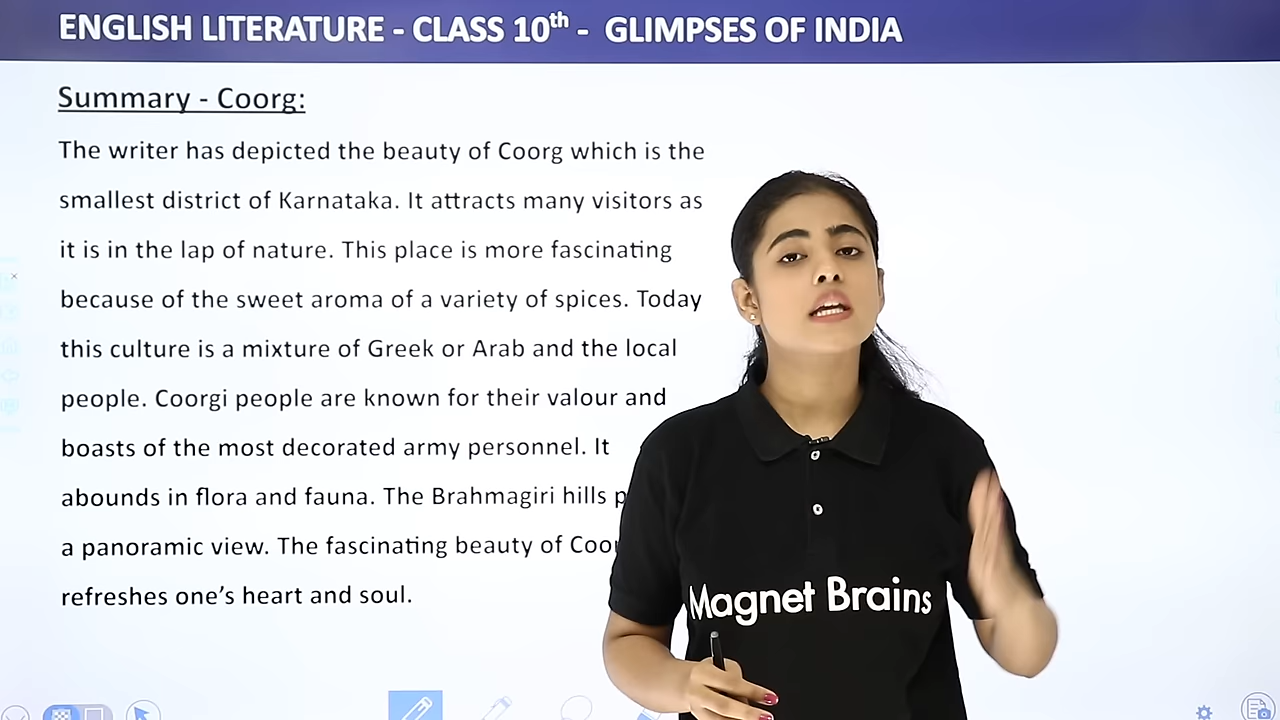 ENGLISH LITERATURE - CLASS 10th - GLIMPSES OF INDIA
Summary - Coorg:
The writer has depicted the beauty of Coorg which is the
smallest district of Karnataka. It attracts many visitors as
it is in the lap of nature. This place is more fascinating
because of the sweet aroma of a variety of spices. Today
this culture is a mixture of Greek or Arab and the local
people. Coorgi people are known for their valour and
boasts of the most decorated army personnel. It
abounds in flora and fauna. The Brahmagiri hills
a panoramic view. The fascinating beauty of
refreshes one's heart and soul.
Magnet Brains